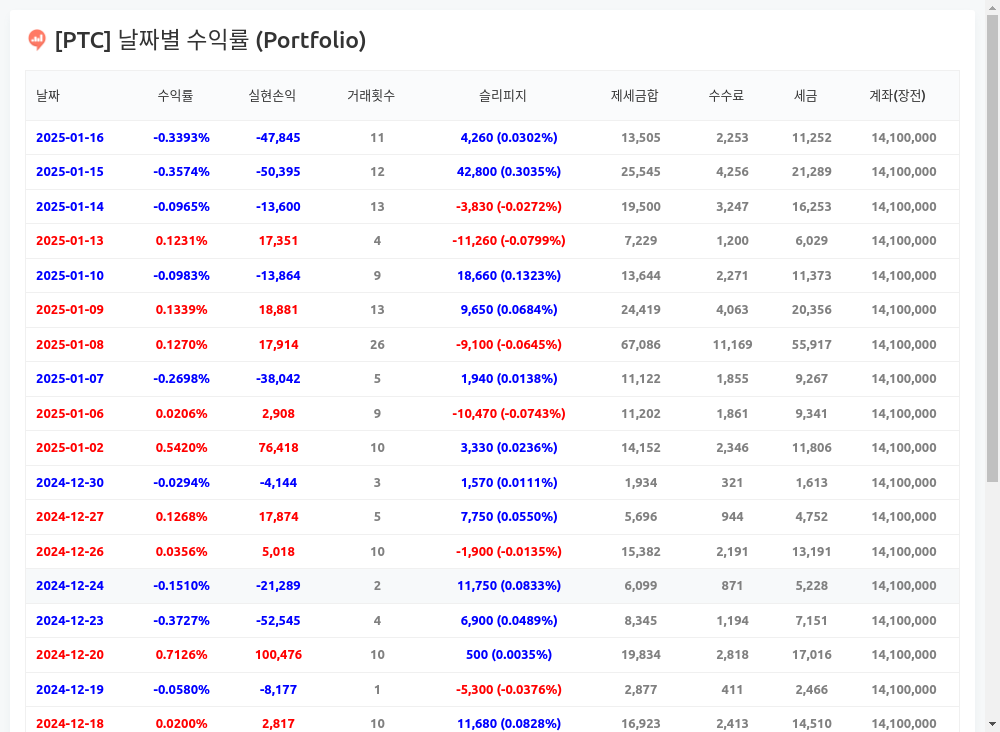 [PTC] 날짜별 수익률 (Portfolio)
날짜 수익률 실현손익 거래횟수 슬리피지 제세금합 수수료 세금 계좌(장전)
2025-01-16 -0.3393% -47,845 11 4,260 (0.0302%) 13,505 2,253 11,252 14,100,000
2025-01-15 -0.3574% -50,395 12 42,800 (0.3035%) 25,545 4,256 21,289 14,100,000
2025-01-14 -0.0965% -13,600 13 -3,830 (-0.0272%) 19,500 3,247 16,253 14,100,000
2025-01-13 0.1231% 17,351 4 -11,260 (-0.0799%) 7,229 1,200 6,029 14,100,000
2025-01-10 -0.0983% -13,864 9 18,660 (0.1323%) 13,644 2,271 11,373 14,100,000
2025-01-09 0.1339% 18,881 13 9,650 (0.0684%) 24,419 4,063 20,356 14,100,000
2025-01-08 0.1270% 17,914 26 -9,100 (-0.0645%) 67,086 11,169 55,917 14,100,000
2025-01-07 -0.2698% -38,042 5 1,940 (0.0138%) 11,122 1,855 9,267 14,100,000
2025-01-06 0.0206% 2,908 9 -10,470 (-0.0743%) 11,202 1,861 9,341 14,100,000
2025-01-02 0.5420% 76,418 10 3,330 (0.0236%) 14,152 2,346 11,806 14,100,000
2024-12-30 -0.0294% -4,144 3 1,570 (0.0111%) 1,934 321 1,613 14,100,000
2024-12-27 0.1268% 17,874 5 7,750 (0.0550%) 5,696 944 4,752 14,100,000
2024-12-26 0.0356% 5,018 10 -1,900 (-0.0135%) 15,382 2,191 13,191 14,100,000
2024-12-24 -0.1510% -21,289 2 11,750 (0.0833%) 6,099 871 5,228 14,100,000
2024-12-23 -0.3727% -52,545 4 6,900 (0.0489%) 8,345 1,194 7,151 14,100,000
2024-12-20 0.7126% 100,476 10 500 (0.0035%) 19,834 2,818 17,016 14,100,000
2024-12-19 -0.0580% -8,177 1 -5,300 (-0.0376%) 2,877 411 2,466 14,100,000
2024-12-18 0.0200% 2,817 10 11,680 (0.0828%) 16,923 2,413 14,510 14,100,000